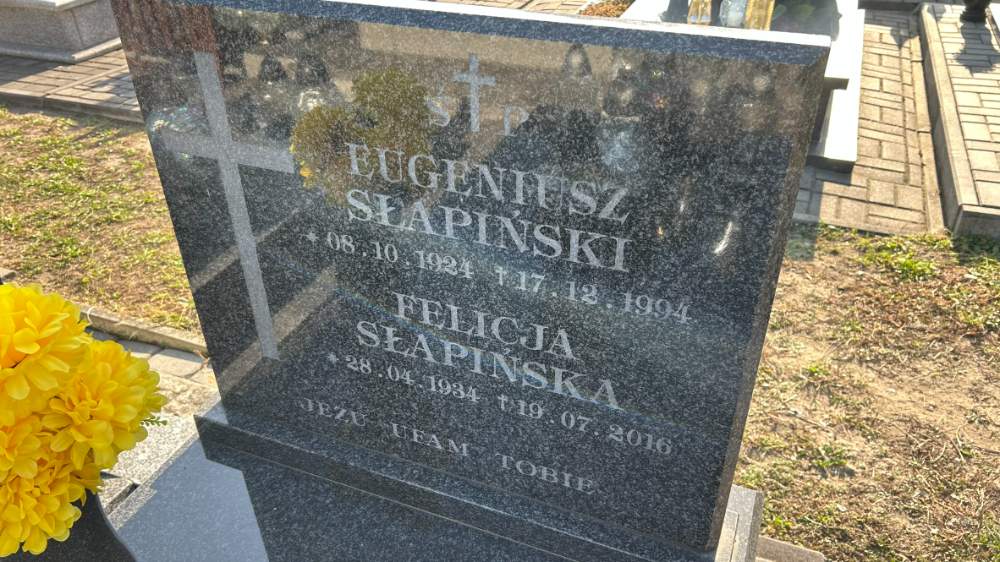 Ś P
EUGENIUSZ
SŁAPIŃSKI
* 08.10.1924 † 17.12.1994
FELICJA
SŁAPIŃSKA
* 28.04.1934 † 19.07.2016
JEZU UFAM TOBIE